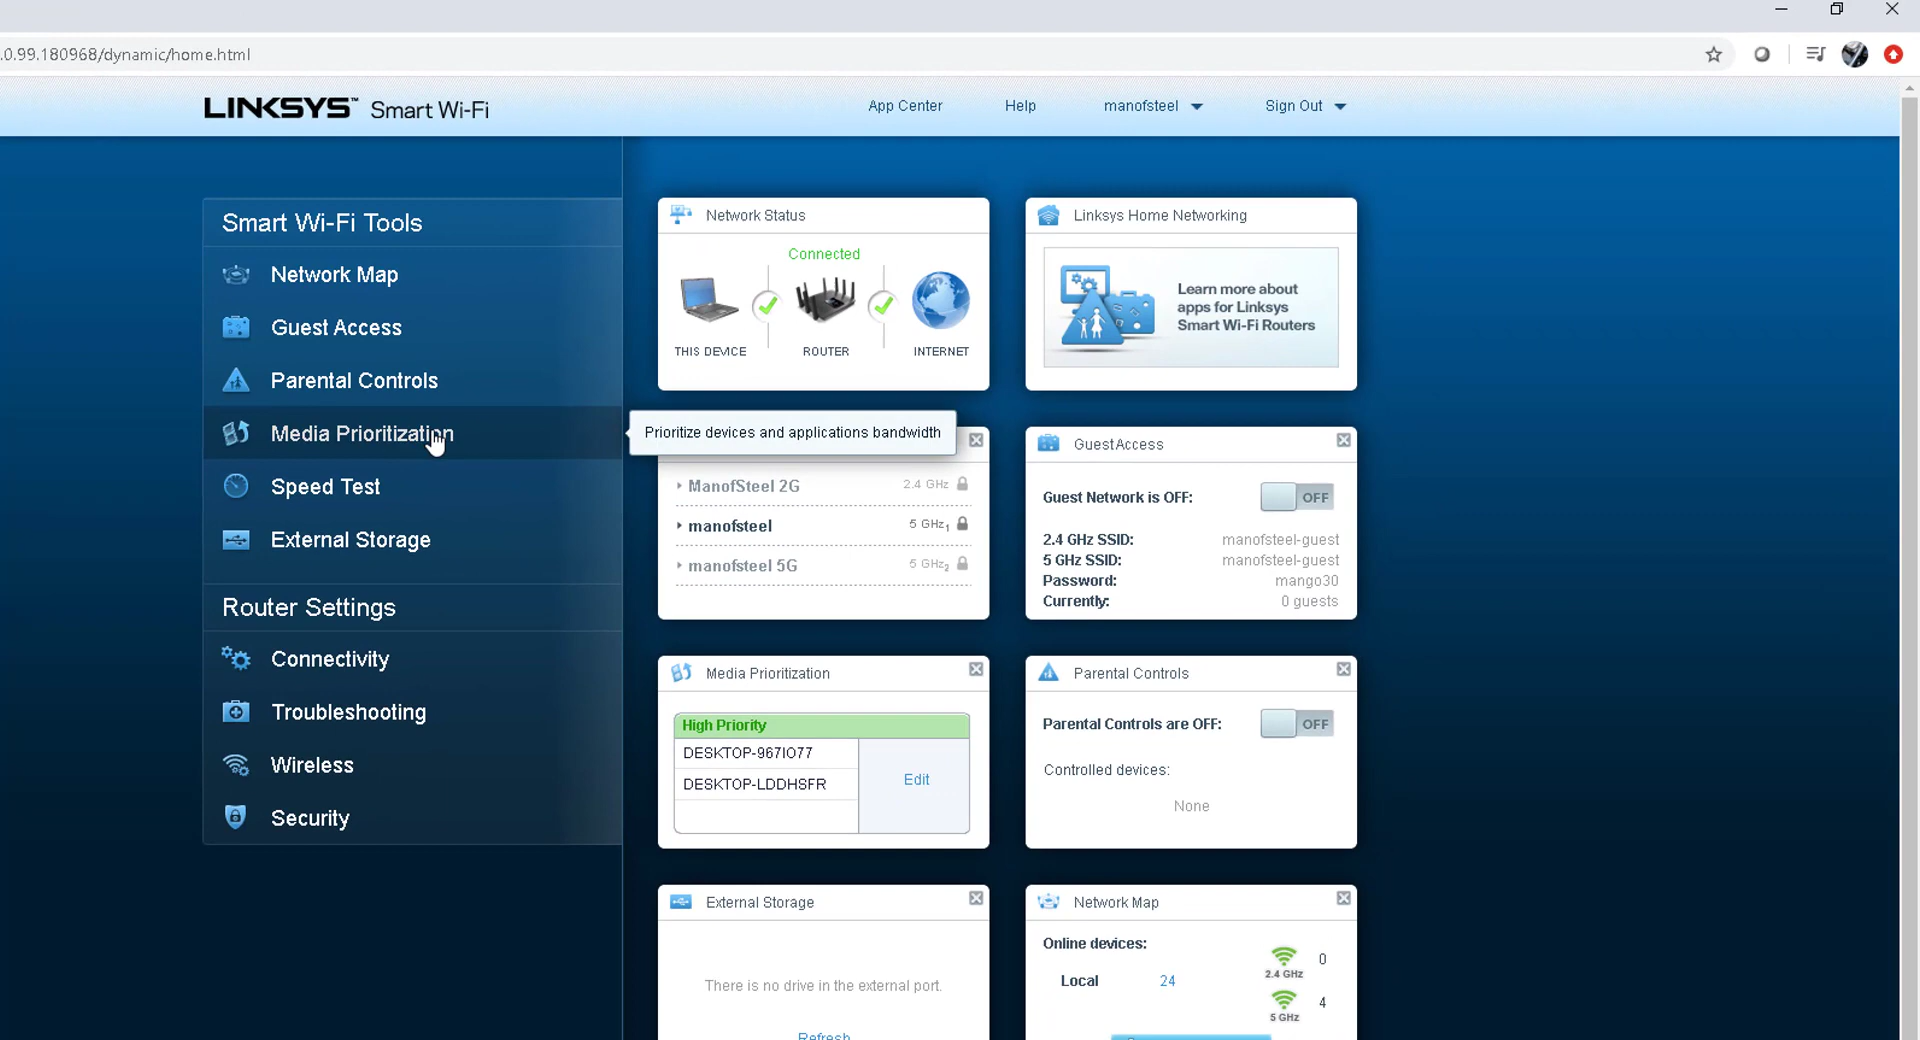 .0.99.180968/dynamic/home.html
LINKSYS™ Smart Wi-Fi
App Center
Help
manofsteel
Sign Out
Smart Wi-Fi Tools
Network Map
Guest Access
Parental Controls
Media Prioritization
Speed Test
External Storage
Router Settings
Connectivity
Troubleshooting
Wireless
Security
Network Status
Connected
THIS DEVICE
ROUTER
INTERNET
Linksys Home Networking
Learn more about
apps for Linksys
Smart Wi-Fi Routers
Prioritize devices and applications bandwidth
ManofSteel 2G 2.4 GHz
manofsteel 5 GHz1
manofsteel 5G 5 GHz2
Guest Access
Guest Network is OFF: OFF
2.4 GHz SSID: manofsteel-guest
5 GHz SSID: manofsteel-guest
Password: mango30
Currently: 0 guests
Media Prioritization
High Priority
DESKTOP-967IO77
DESKTOP-LDDHSFR
Edit
Parental Controls
Parental Controls are OFF: OFF
Controlled devices:
None
External Storage
There is no drive in the external port.
Refresh
Network Map
Online devices:
Local 24
2.4 GHz 0
5 GHz 4